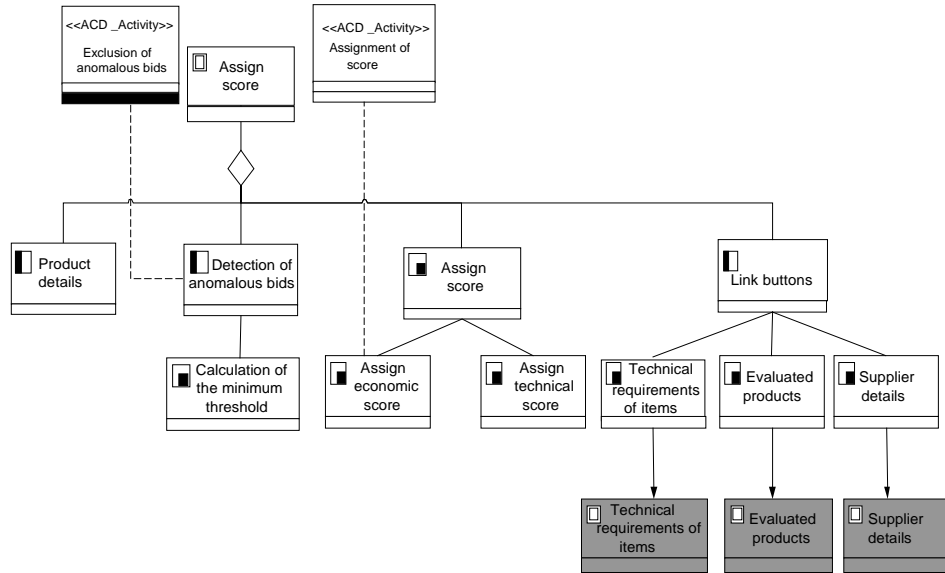 <<ACD _Activity>>
Exclusion of
anomalous bids
Assign
score
<<ACD _Activity>>
Assignment of
score
Product
details
Detection of
anomalous bids
Assign
score
Link buttons
Calculation of
the minimum
threshold
Assign
economic
score
Assign
technical
score
Technical
requirements
of items
Evaluated
products
Supplier
details
Technical
requirements of
items
Evaluated
products
Supplier
details